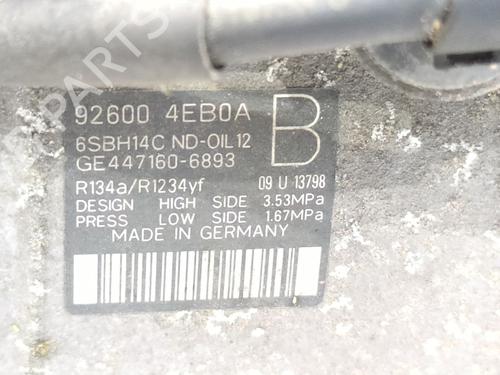 92600 4EB0A
B
6SBH14C ND-OIL12
GE447160-6893
R134a/R1234yf 09 U 13798
DESIGN HIGH SIDE 3.53MPa
PRESS LOW SIDE 1.67MPa
MADE IN GERMANY